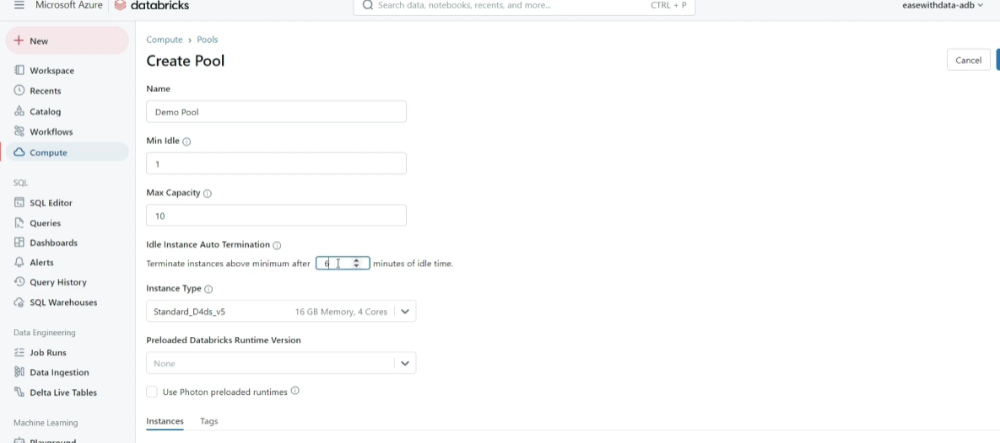 Microsoft Azure databricks Search data, notebooks, recents, and more... CTRL + P easewithdata-adb
New
Workspace
Recents
Catalog
Workflows
Compute
SQL
SQL Editor
Queries
Dashboards
Alerts
Query History
SQL Warehouses
Data Engineering
Job Runs
Data Ingestion
Delta Live Tables
Machine Learning
Playground
Compute > Pools
Create Pool
Cancel
Name
Demo Pool
Min Idle
1
Max Capacity
10
Idle Instance Auto Termination
Terminate instances above minimum after 6 minutes of idle time.
Instance Type
Standard_D4ds_v5 16 GB Memory, 4 Cores
Preloaded Databricks Runtime Version
None
Use Photon preloaded runtimes
Instances Tags